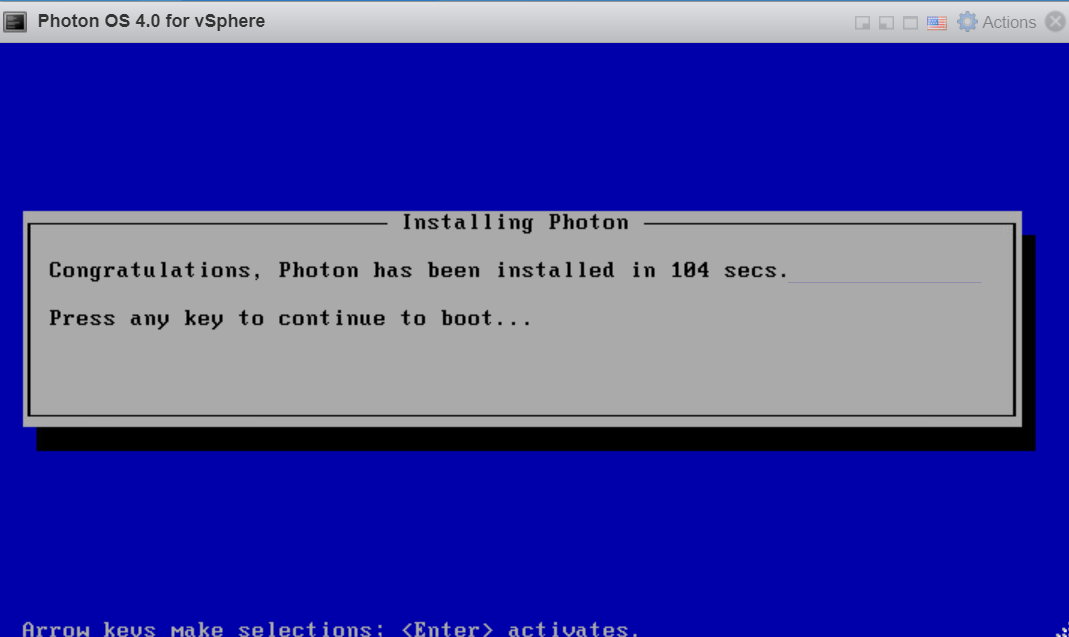 Photon OS 4.0 for vSphere
Actions
Installing Photon
Congratulations, Photon has been installed in 104 secs.
Press any key to continue to boot...
Arrow keys make selections; <Enter> activates.